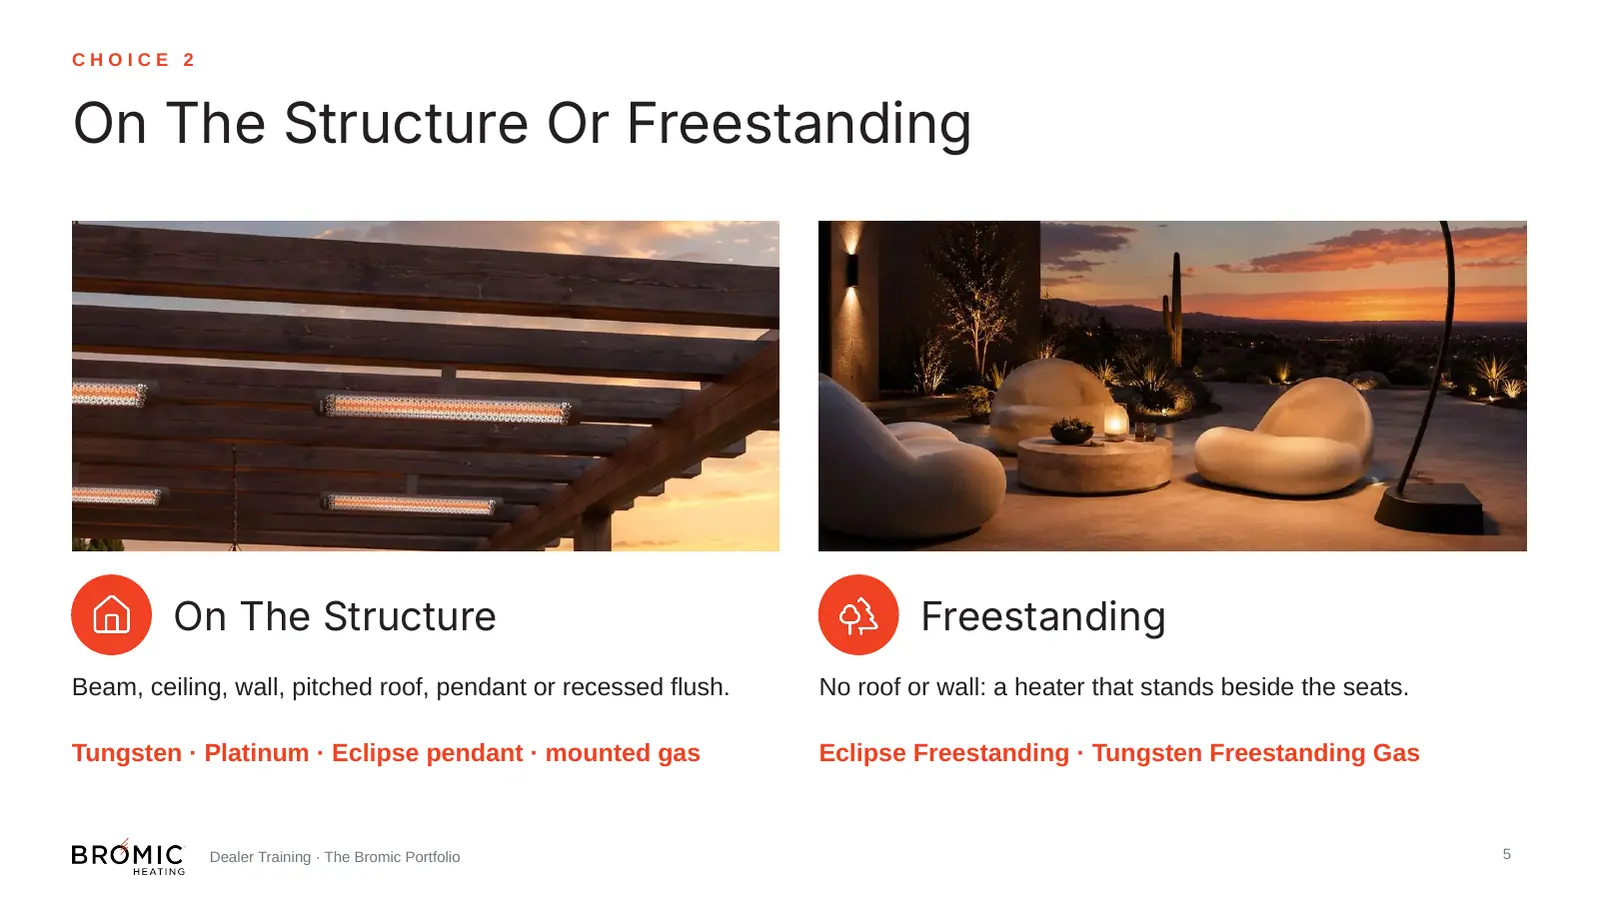 CHOICE 2
On The Structure Or Freestanding
On The Structure
Beam, ceiling, wall, pitched roof, pendant or recessed flush.
Tungsten · Platinum · Eclipse pendant · mounted gas
Freestanding
No roof or wall: a heater that stands beside the seats.
Eclipse Freestanding · Tungsten Freestanding Gas
BROMIC
HEATING
Dealer Training · The Bromic Portfolio
5